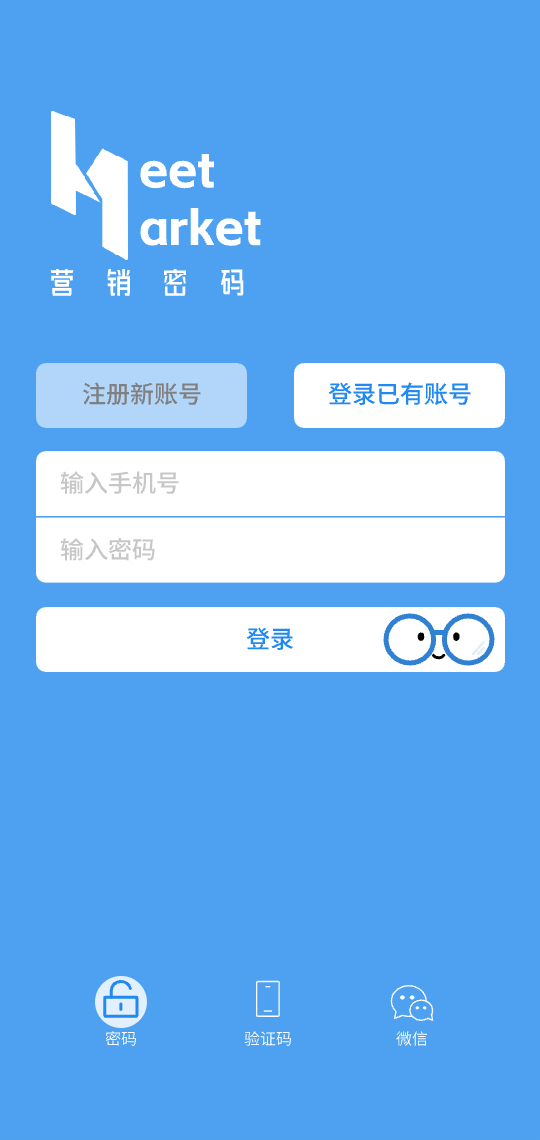 eet
arket
营销密码
注册新账号 登录已有账号
输入手机号
输入密码
登录
密码 验证码 微信